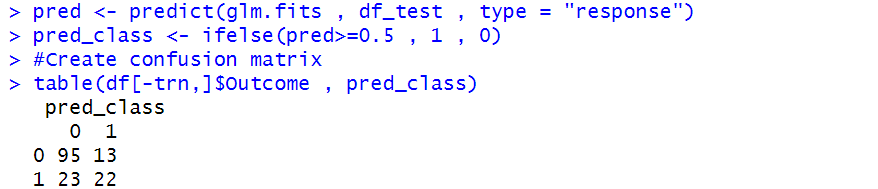 > pred <- predict(glm.fits , df_test , type = "response")
> pred_class <- ifelse(pred>=0.5 , 1 , 0)
> #Create confusion matrix
> table(df[-trn,]$Outcome , pred_class)
   pred_class
     0  1
  0 95 13
  1 23 22